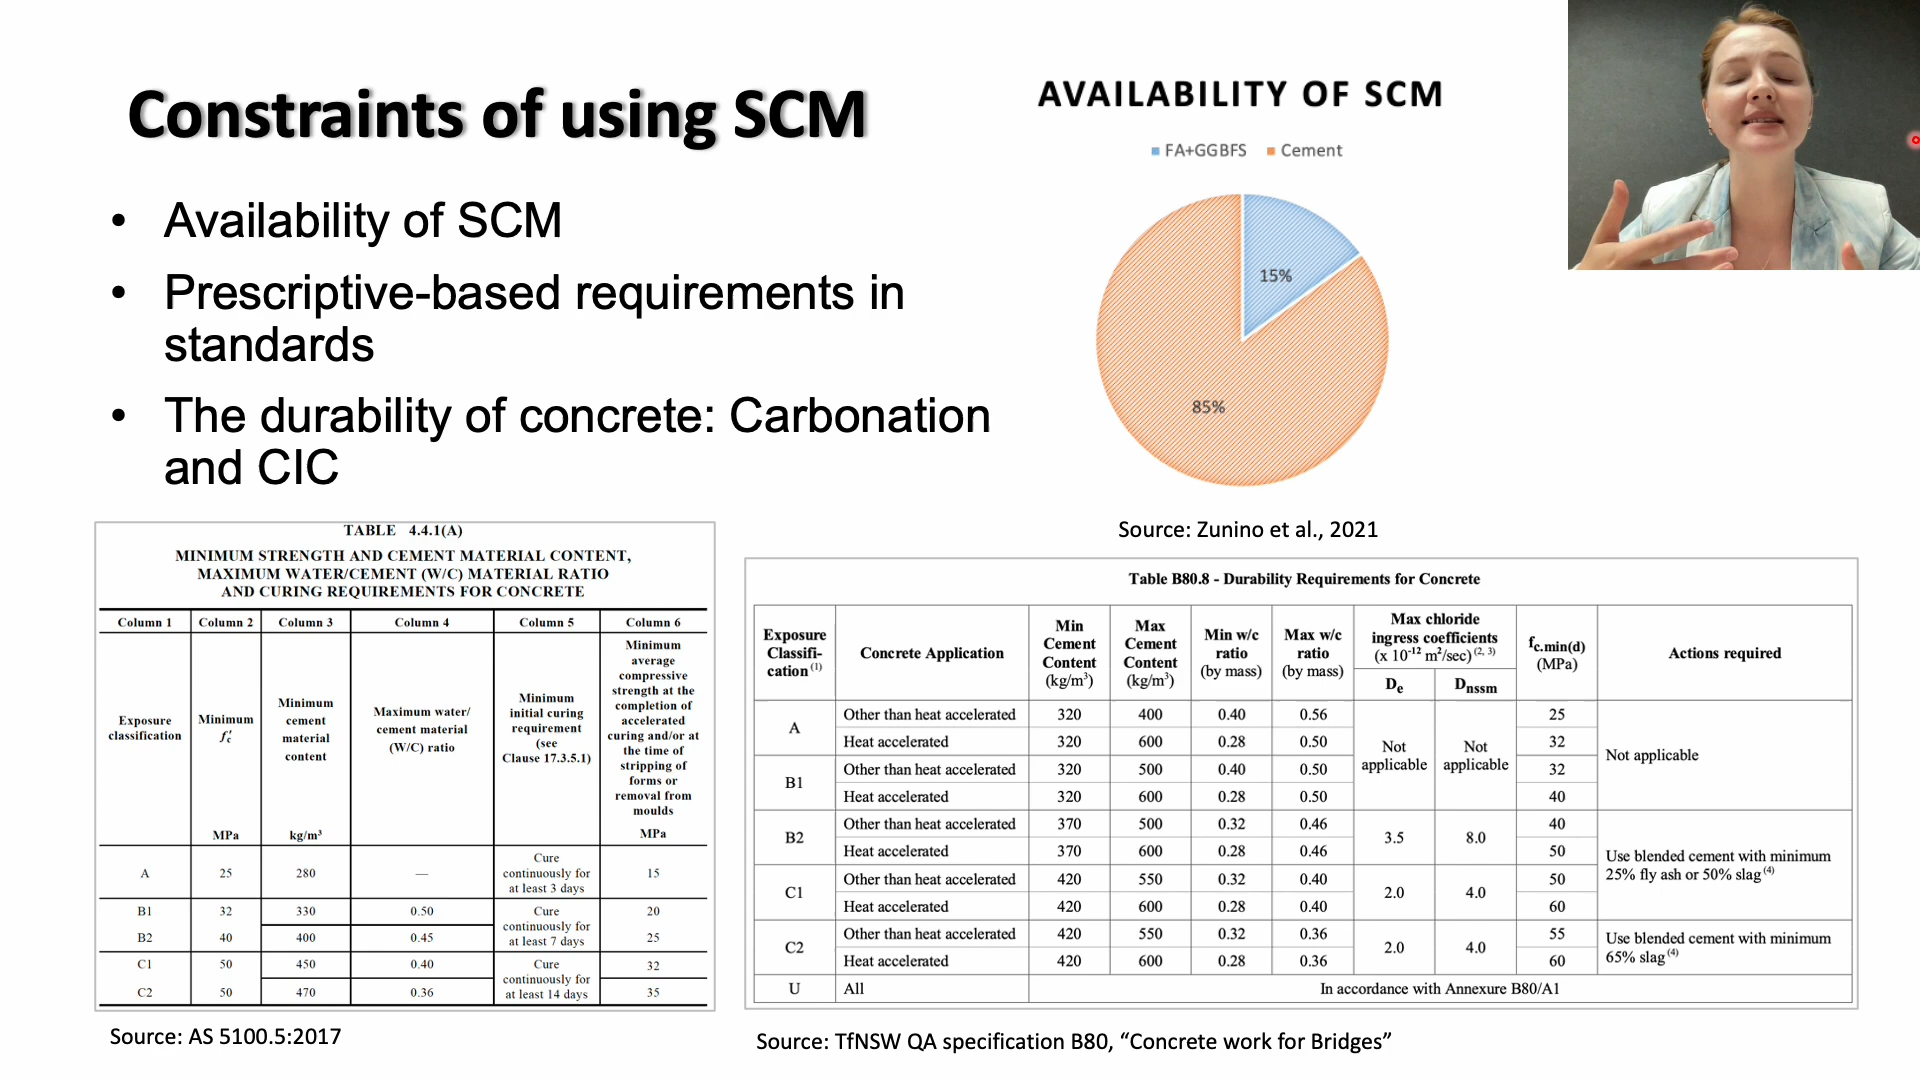 Constraints of using SCM
• Availability of SCM
• Prescriptive-based requirements in
standards
• The durability of concrete: Carbonation
and CIC
AVAILABILITY OF SCM
FA+GGBFS Cement
15%
85%
Source: Zunino et al., 2021
TABLE 4.4.1(A)
MINIMUM STRENGTH AND CEMENT MATERIAL CONTENT,
MAXIMUM WATER/CEMENT (W/C) MATERIAL RATIO
AND CURING REQUIREMENTS FOR CONCRETE
Column 1 Column 2 Column 3 Column 4 Column 5 Column 6
Exposure
classification
Minimum
f′c
MPa
Minimum
cement
material
content
kg/m³
Maximum water/
cement material
(W/C) ratio
Minimum
initial curing
requirement
(see
Clause 17.3.5.1)
Minimum
average
compressive
strength at the
completion of
accelerated
curing and/or at
the time of
stripping of
forms or
removal from
moulds
MPa
A 25 280 — Cure
continuously for
at least 3 days 15
B1 32 330 0.50 Cure
continuously for
at least 7 days 20
B2 40 400 0.45 25
C1 50 450 0.40 Cure
continuously for
at least 14 days 32
C2 50 470 0.36 35
Source: AS 5100.5:2017
Table B80.8 - Durability Requirements for Concrete
Exposure
Classifi-
cation (1)
Concrete Application
Min
Cement
Content
(kg/m³)
Max
Cement
Content
(kg/m³)
Min w/c
ratio
(by mass)
Max w/c
ratio
(by mass)
Max chloride
ingress coefficients
(x 10⁻¹² m²/sec) (2, 3)
De Dnssm
fc.min(d)
(MPa)
Actions required
A Other than heat accelerated 320 400 0.40 0.56 Not
applicable Not
applicable 25 Not applicable
Heat accelerated 320 600 0.28 0.50 32
B1 Other than heat accelerated 320 500 0.40 0.50 32
Heat accelerated 320 600 0.28 0.50 40
B2 Other than heat accelerated 370 500 0.32 0.46 3.5 8.0 40 Use blended cement with minimum
25% fly ash or 50% slag (4)
Heat accelerated 370 600 0.28 0.46 50
C1 Other than heat accelerated 420 550 0.32 0.40 2.0 4.0 50
Heat accelerated 420 600 0.28 0.40 60
C2 Other than heat accelerated 420 550 0.32 0.36 2.0 4.0 55 Use blended cement with minimum
65% slag (4)
Heat accelerated 420 600 0.28 0.36 60
U All In accordance with Annexure B80/A1
Source: TfNSW QA specification B80, “Concrete work for Bridges”